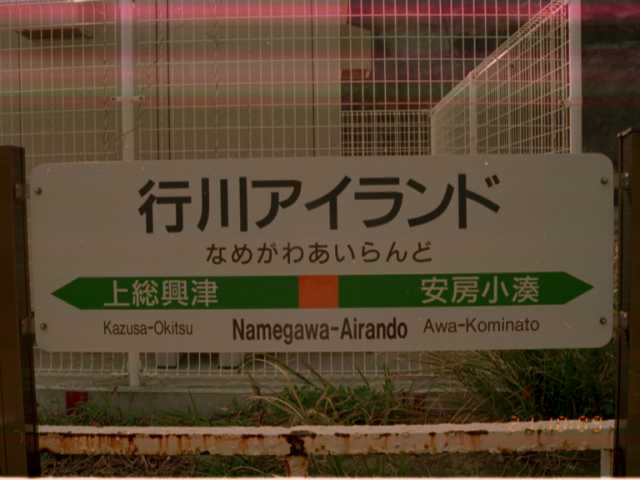 行川アイランド
なめがわあいらんど
上総興津 安房小湊
Kazusa-Okitsu Namegawa-Airando Awa-Kominato